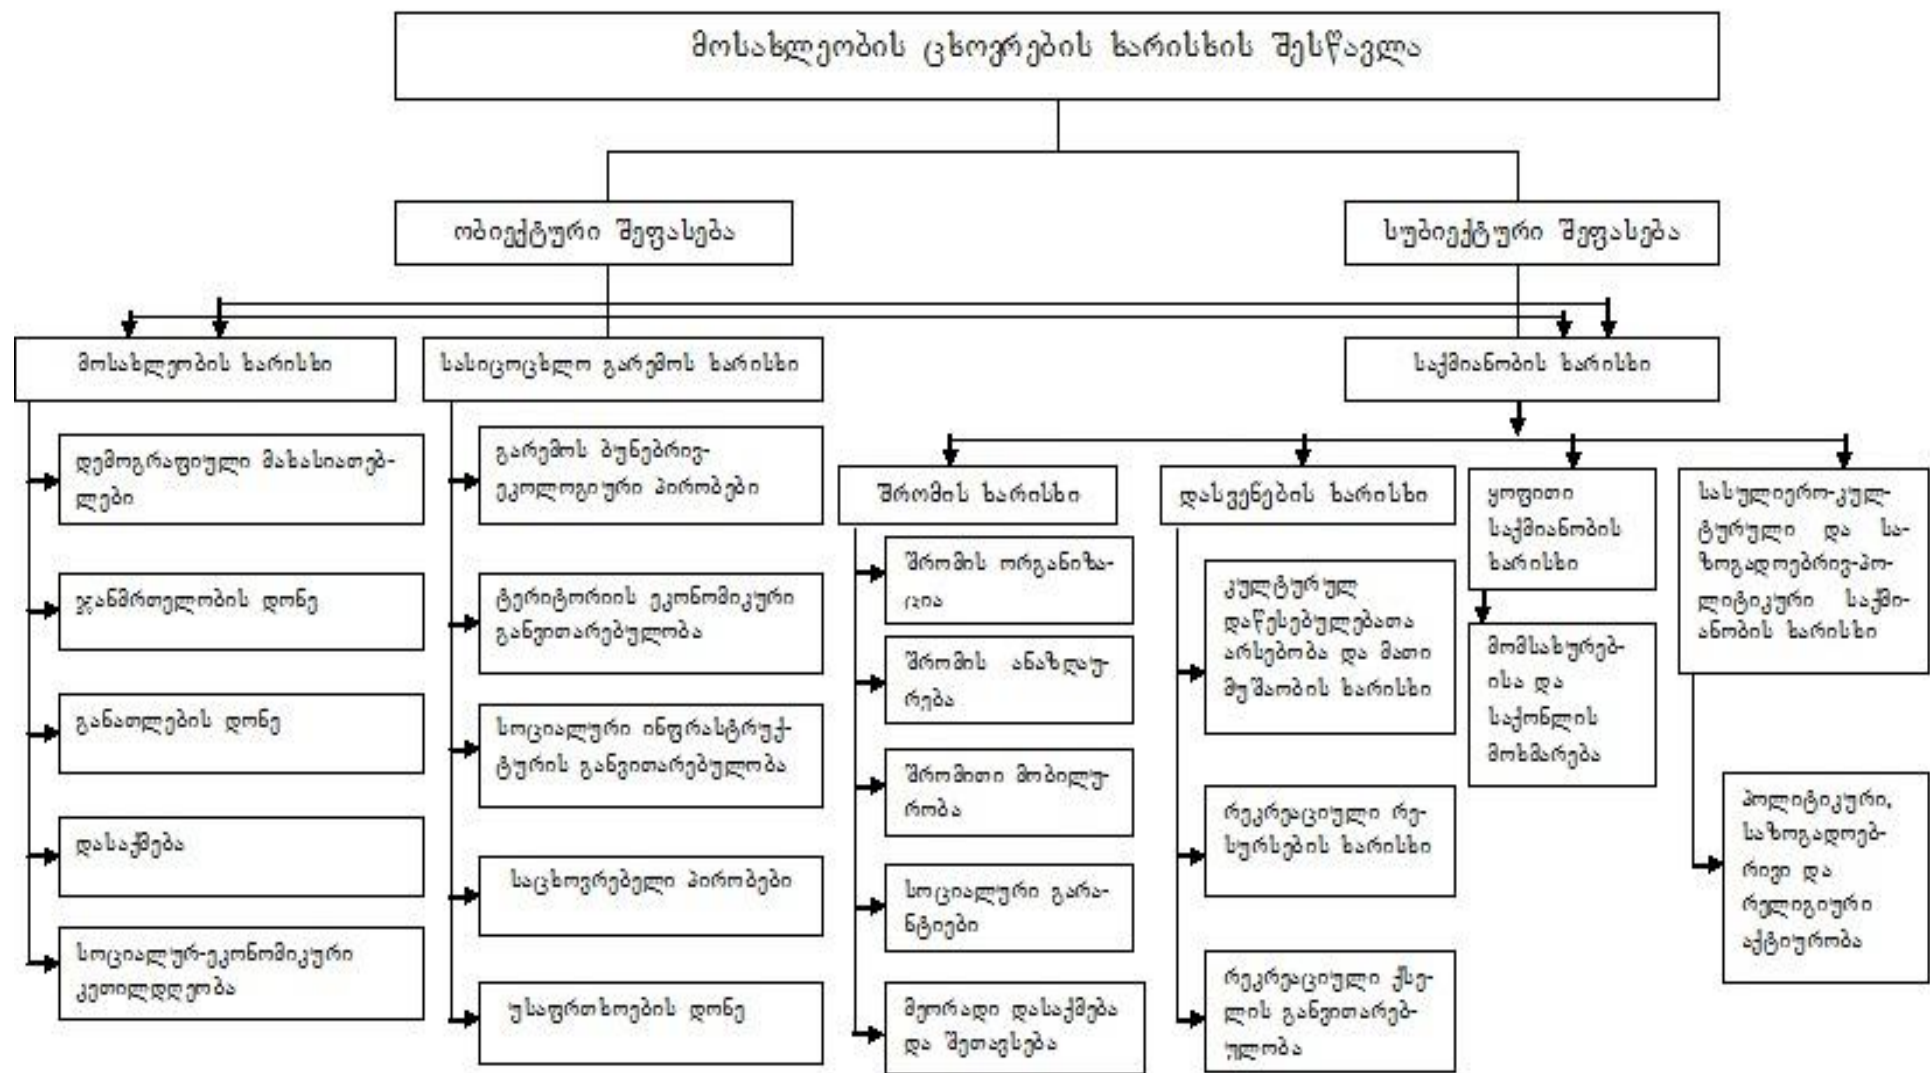 მოსახლეობის ცხოვრების ხარისხის შესწავლა
ობიექტური შეფასება
სუბიექტური შეფასება
მოსახლეობის ხარისხი
სასიცოცხლო გარემოს ხარისხი
საქმიანობის ხარისხი
დემოგრაფიული მახასიათებ-
ლები
ჯანმრთელობის დონე
განათლების დონე
დასაქმება
სოციალურ-ეკონომიკური
კეთილდღეობა
გარემოს ბუნებრივ-
ეკოლოგიური პირობები
ტერიტორიის ეკონომიკური
განვითარებულობა
სოციალური ინფრასტრუქ-
ტურის განვითარებულობა
საცხოვრებელი პირობები
უსაფრთხოების დონე
შრომის ხარისხი
შრომის ორგანიზა-
ცია
შრომის ანაზღაუ-
რება
შრომითი მობილუ-
რობა
სოციალური გარა-
ნტიები
მეორადი დასაქმება
და შეთავსება
დასვენების ხარისხი
კულტურულ
დაწესებულებათა
არსებობა და მათი
მუშაობის ხარისხი
რეკრეაციული რე-
სურსების ხარისხი
რეკრეაციული ქსე-
ლის განვითარებ-
ულობა
ყოფითი
საქმიანობის
ხარისხი
მომსახურებ-
ისა და
საქონლის
მოხმარება
სასულიერო-კულ-
ტურული და სა-
ზოგადოებრივ-პო-
ლიტიკური საქმი-
ანობის ხარისხი
პოლიტიკური,
საზოგადოებ-
რივი და
რელიგიური
აქტიურობა